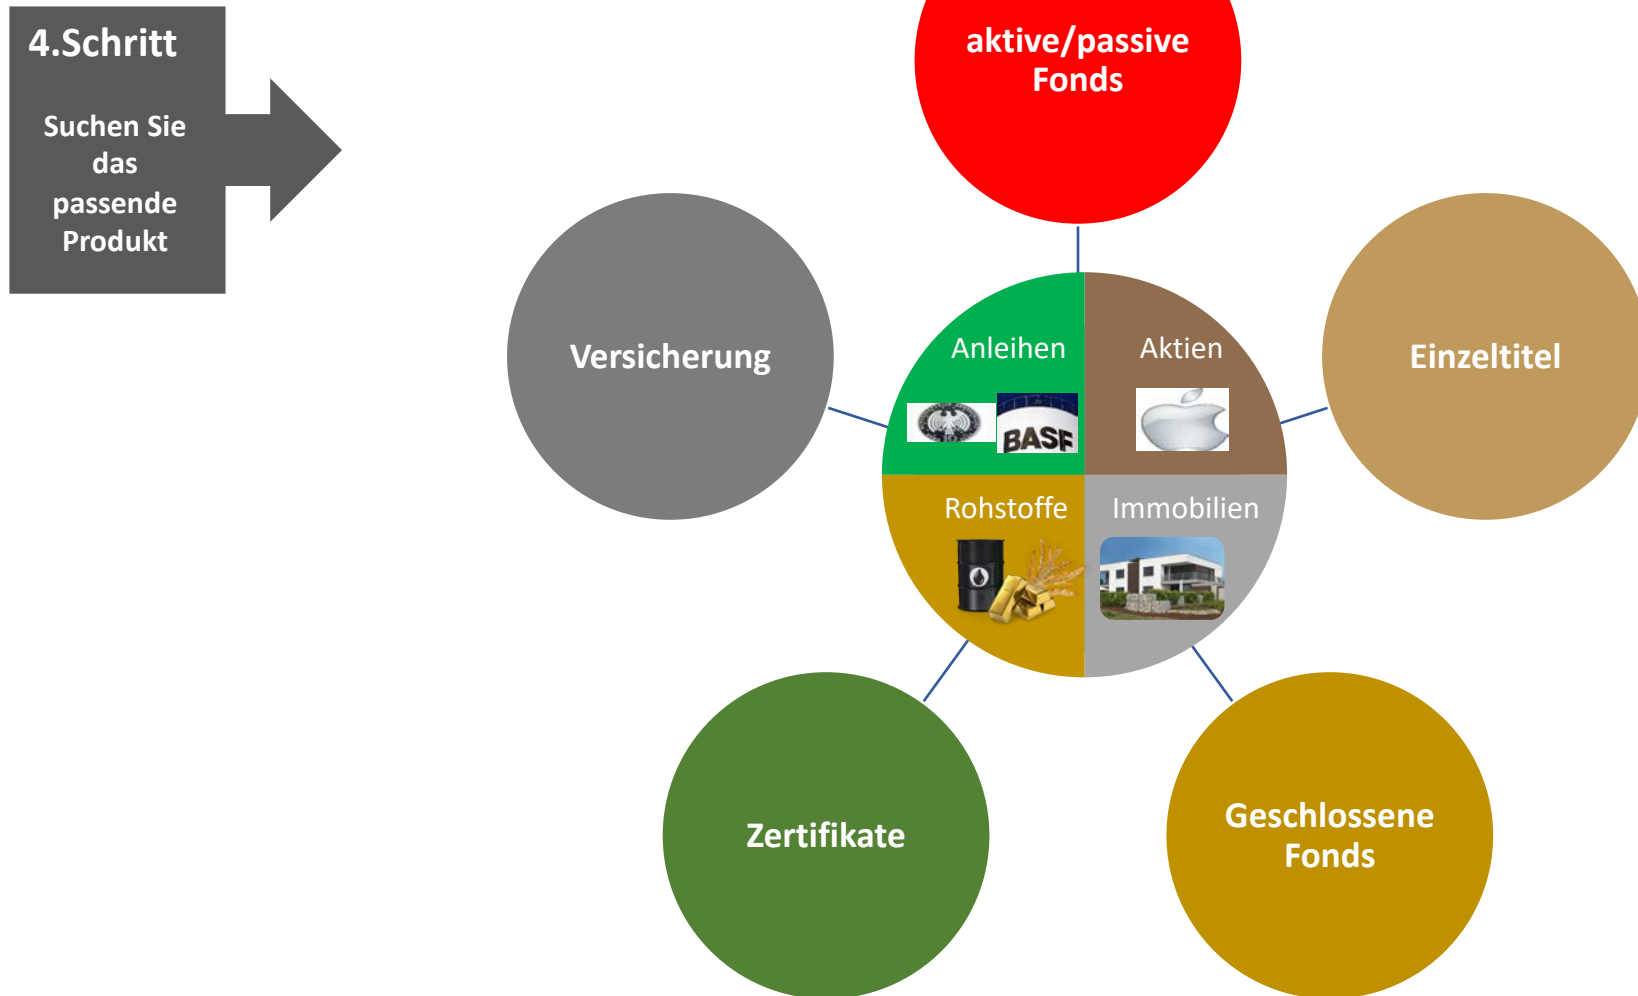 4.Schritt
Suchen Sie
das
passende
Produkt
aktive/passive
Fonds
Versicherung
Anleihen
Aktien
Einzeltitel
BASF
Rohstoffe
Immobilien
Zertifikate
Geschlossene
Fonds